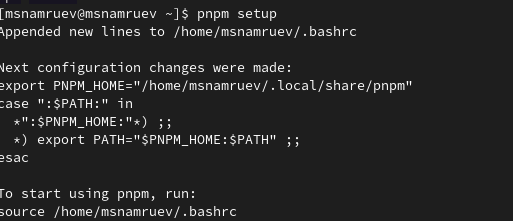 [msnamruev@msnamruev ~]$ pnpm setup
Appended new lines to /home/msnamruev/.bashrc

Next configuration changes were made:
export PNPM_HOME="/home/msnamruev/.local/share/pnpm"
case ":$PATH:" in
  *":$PNPM_HOME:"*) ;;
  *) export PATH="$PNPM_HOME:$PATH" ;;
esac

To start using pnpm, run:
source /home/msnamruev/.bashrc